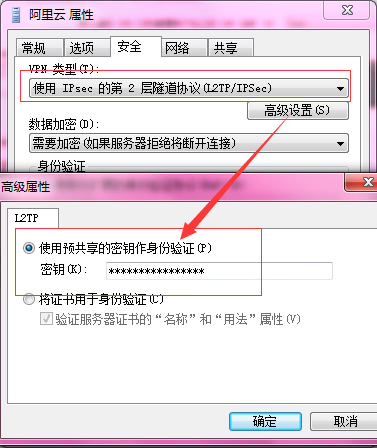 阿里云 属性
常规 选项 安全 网络 共享
VPN 类型(T):
使用 IPsec 的第 2 层隧道协议(L2TP/IPSec)
高级设置(S)
数据加密(D):
需要加密(如果服务器拒绝将断开连接)
身份验证
高级属性
L2TP
使用预共享的密钥作身份验证(P)
密钥(K): ****************
将证书用于身份验证(C)
验证服务器证书的“名称”和“用法”属性(V)
确定 取消